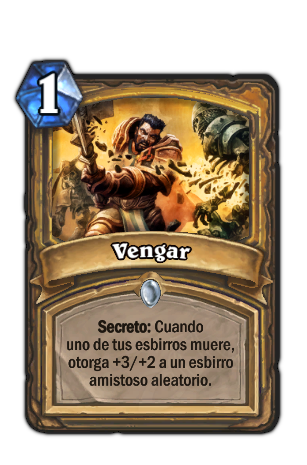 1
Vengar
Secreto: Cuando
uno de tus esbirros muere,
otorga +3/+2 a un esbirro
amistoso aleatorio.